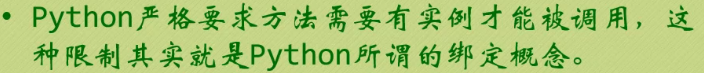 • Python严格要求方法需要有实例才能被调用，这
种限制其实就是Python所谓的绑定概念。